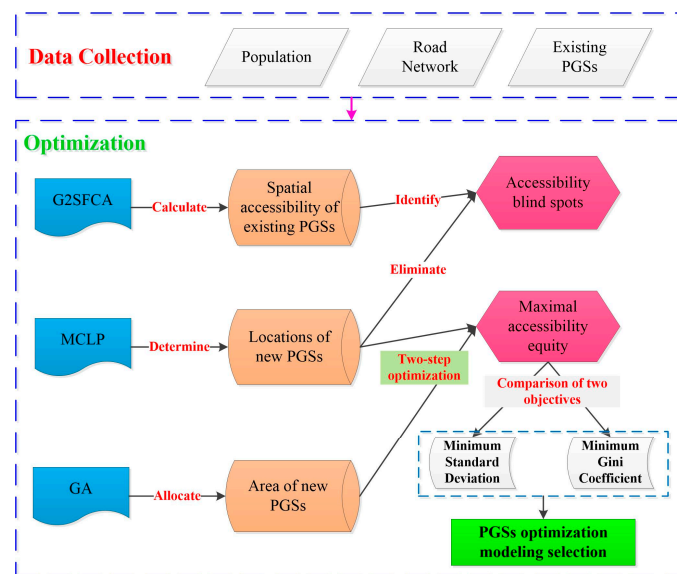 Data Collection
Population
Road
Network
Existing
PGSs
Optimization
G2SFCA
Calculate
Spatial
accessibility of
existing PGSs
Identify
Accessibility
blind spots
Eliminate
MCLP
Determine
Locations of
new PGSs
Maximal
accessibility
equity
Two-step
optimization
Comparison of two
objectives
Minimum
Standard
Deviation
Minimum
Gini
Coefficient
GA
Allocate
Area of new
PGSs
PGSs optimization
modeling selection